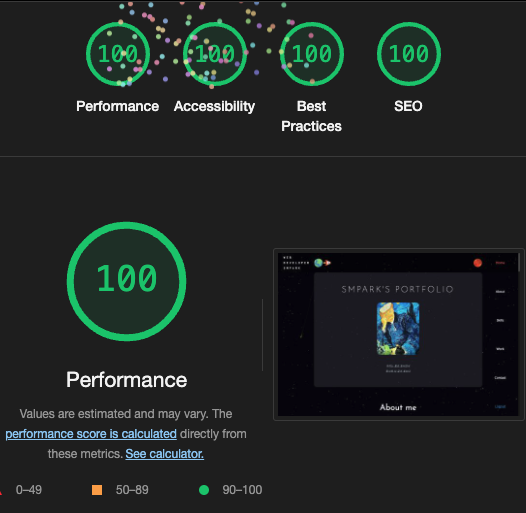 100
100
100
100
Performance
Accessibility
Best
Practices
SEO
100
Performance
Values are estimated and may vary. The
performance score is calculated directly from
these metrics. See calculator.
0–49
50–89
90–100
SMPARK'S PORTFOLIO
About me
Contact